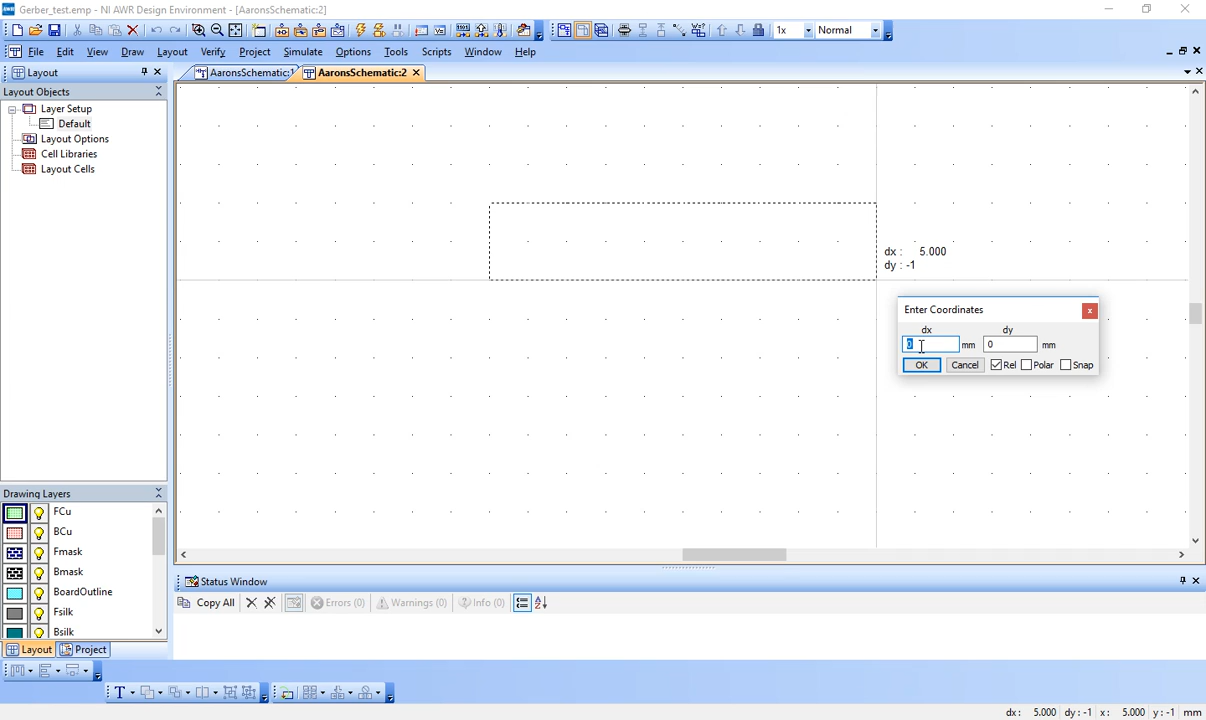 Gerber_test.emp - NI AWR Design Environment - [AaronsSchematic:2]
1x Normal
File Edit View Draw Layout Verify Project Simulate Options Tools Scripts Window Help
Layout
AaronsSchematic:1
AaronsSchematic:2
Layout Objects
Layer Setup
Default
Layout Options
Cell Libraries
Layout Cells
dx : 5.000
dy : -1
Enter Coordinates
dx dy
0 mm 0 mm
OK Cancel Rel Polar Snap
Drawing Layers
FCu
BCu
Fmask
Bmask
BoardOutline
Fsilk
Bsilk
Layout Project
Status Window
Copy All Errors (0) Warnings (0) Info (0)
dx: 5.000 dy: -1 x: 5.000 y: -1 mm